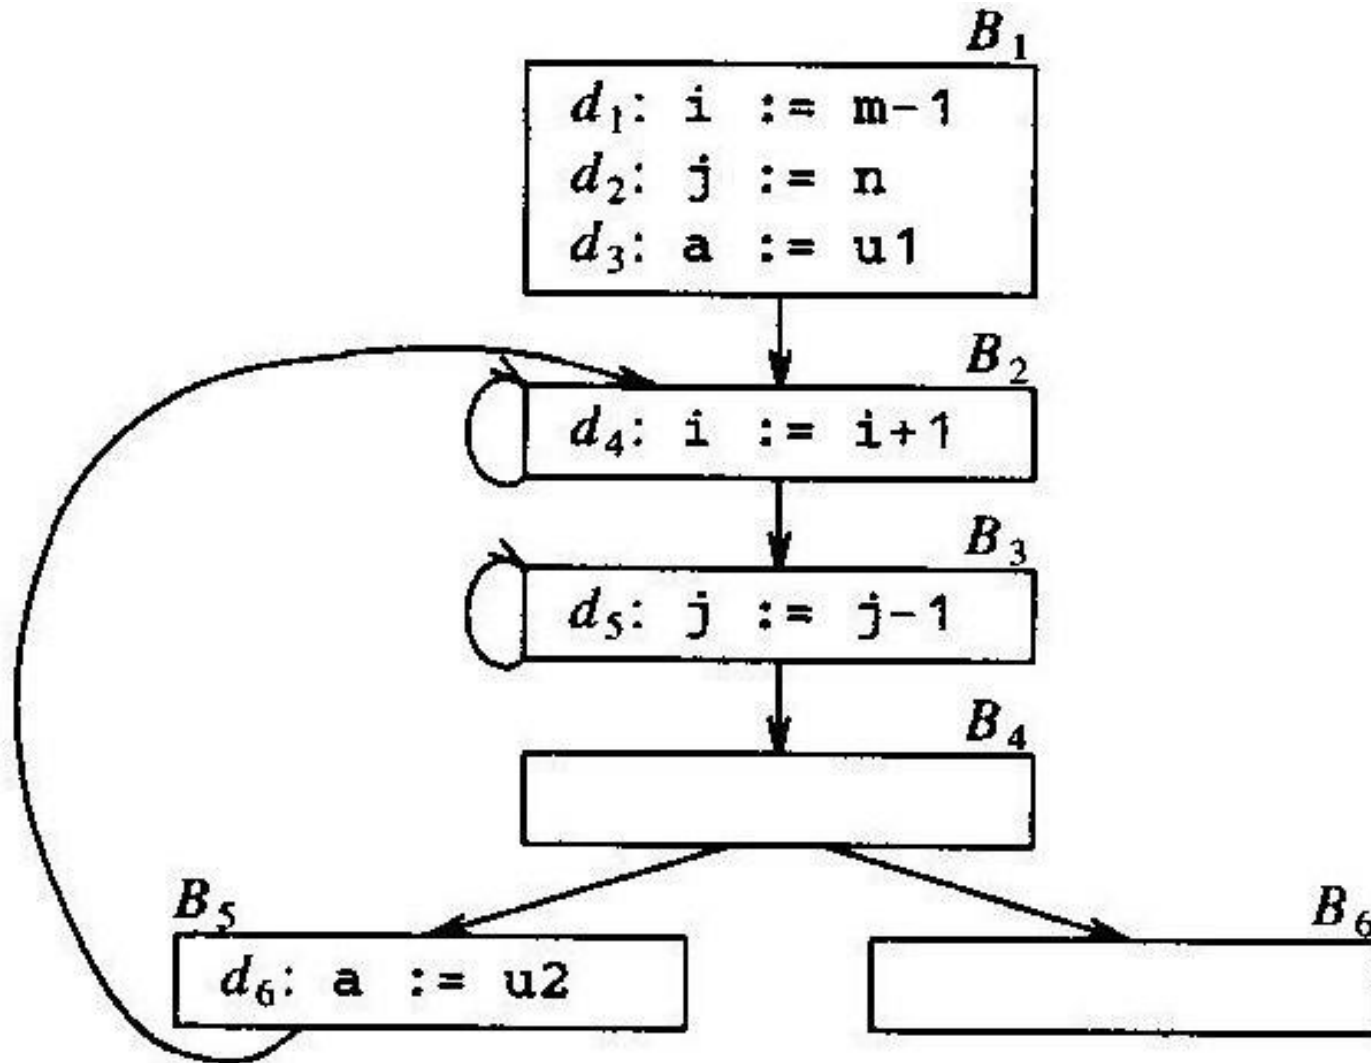 B₁
d₁: i := m-1
d₂: j := n
d₃: a := u1
B₂
d₄: i := i+1
B₃
d₅: j := j-1
B₄
B₅
d₆: a := u2
B₆